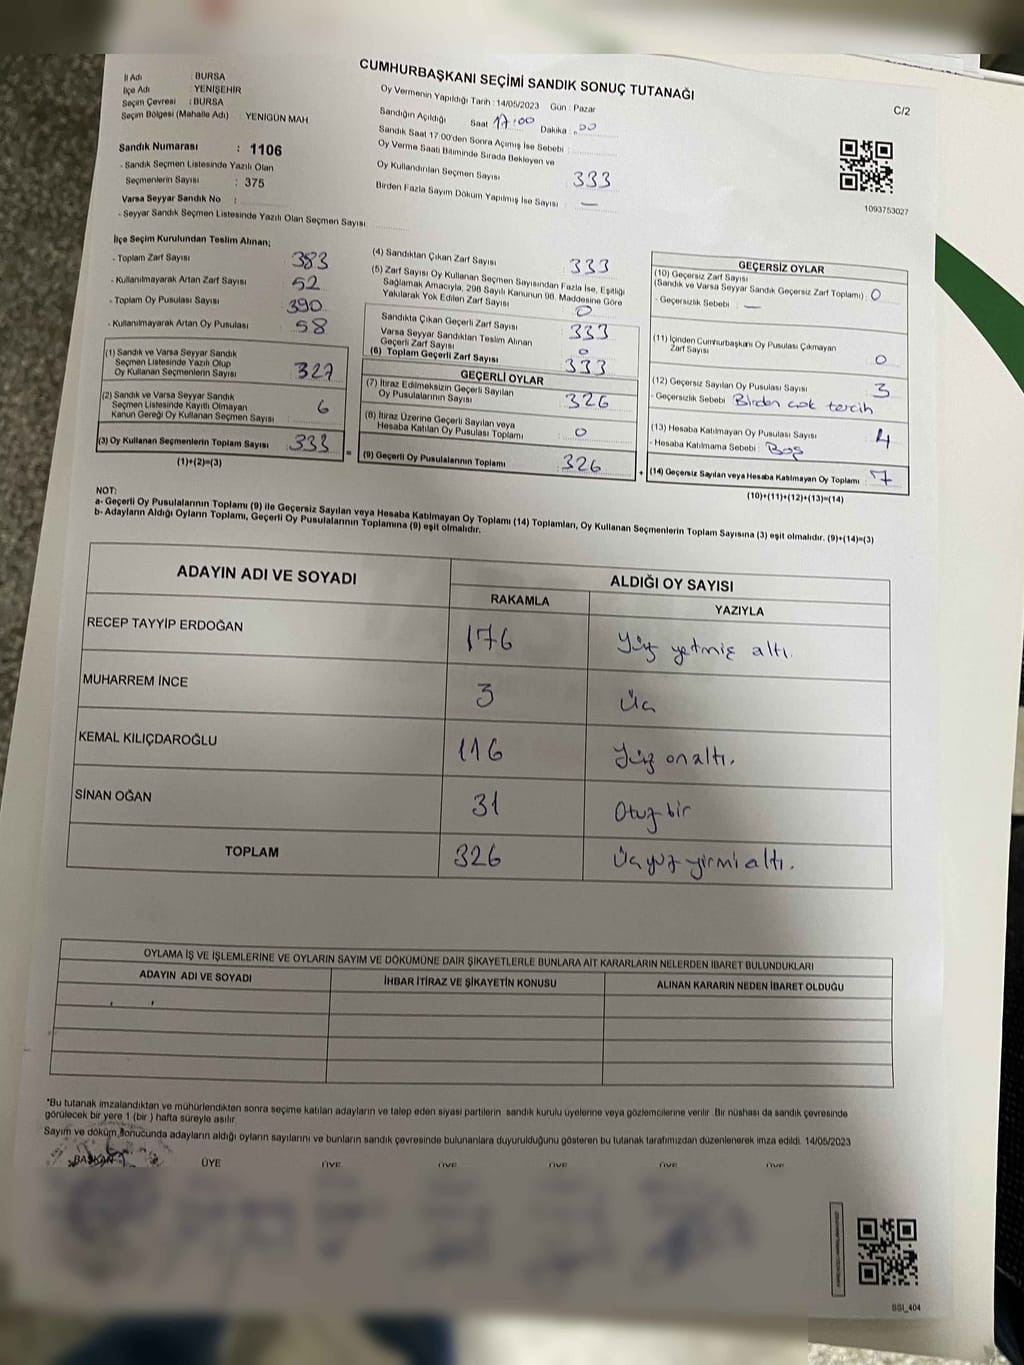 CUMHURBAŞKANI SEÇİMİ SANDIK SONUÇ TUTANAĞI
C/2
İl Adı : BURSA
İlçe Adı : YENİŞEHİR
Seçim Çevresi : BURSA
Seçim Bölgesi (Mahalle Adı) : YENİGÜN MAH
Sandık Numarası : 1106
- Sandık Seçmen Listesinde Yazılı Olan
Seçmenlerin Sayısı : 375
Varsa Seyyar Sandık No :
- Seyyar Sandık Seçmen Listesinde Yazılı Olan Seçmen Sayısı
Oy Vermenin Yapıldığı Tarih : 14/05/2023 Gün : Pazar
Sandığın Açıldığı Saat 17:00 Dakika : 00
Sandık Saat 17:00'den Sonra Açımış İse Sebebi :
Oy Verme Saati Bitiminde Sırada Bekleyen ve
Oy Kullandırılan Seçmen Sayısı 333
Birden Fazla Sayım Döküm Yapılmış İse Sayısı : —
1093753027
İlçe Seçim Kurulundan Teslim Alınan;
- Toplam Zarf Sayısı 383
- Kullanılmayarak Artan Zarf Sayısı 52
- Toplam Oy Pusulası Sayısı 390
- Kullanılmayarak Artan Oy Pusulası 58
(1) Sandık ve Varsa Seyyar Sandık
Seçmen Listesinde Yazılı Olup
Oy Kullanan Seçmenlerin Sayısı 327
(2) Sandık ve Varsa Seyyar Sandık
Seçmen Listesinde Kayıtlı Olmayan
Kanun Gereği Oy Kullanan Seçmen Sayısı 6
(3) Oy Kullanan Seçmenlerin Toplam Sayısı 333
(1)+(2)=(3)
(4) Sandıktan Çıkan Zarf Sayısı 333
(5) Zarf Sayısı Oy Kullanan Seçmen Sayısından Fazla İse, Eşitliği
Sağlamak Amacıyla, 298 Sayılı Kanunun 98. Maddesine Göre
Yakılarak Yok Edilen Zarf Sayısı 0
Sandıkta Çıkan Geçerli Zarf Sayısı 333
Varsa Seyyar Sandıktan Teslim Alınan
Geçerli Zarf Sayısı 0
(6) Toplam Geçerli Zarf Sayısı 333
GEÇERLİ OYLAR
(7) İtiraz Edilmeksizin Geçerli Sayılan
Oy Pusulalarının Sayısı 326
(8) İtiraz Üzerine Geçerli Sayılan veya
Hesaba Katılan Oy Pusulası Toplamı 0
= (9) Geçerli Oy Pusulalarının Toplamı 326
GEÇERSİZ OYLAR
(10) Geçersiz Zarf Sayısı
(Sandık ve Varsa Seyyar Sandık Geçersiz Zarf Toplamı) : 0
- Geçersizlik Sebebi : —
(11) İçinden Cumhurbaşkanı Oy Pusulası Çıkmayan
Zarf Sayısı 0
(12) Geçersiz Sayılan Oy Pusulası Sayısı 3
- Geçersizlik Sebebi Birden çok tercih
(13) Hesaba Katılmayan Oy Pusulası Sayısı 4
- Hesaba Katılmama Sebebi : Boş
+ (14) Geçersiz Sayılan veya Hesaba Katılmayan Oy Toplamı : 7
(10)+(11)+(12)+(13)=(14)
NOT:
a- Geçerli Oy Pusulalarının Toplamı (9) ile Geçersiz Sayılan veya Hesaba Katılmayan Oy Toplamı (14) Toplamları, Oy Kullanan Seçmenlerin Toplam Sayısına (3) eşit olmalıdır. (9)+(14)=(3)
b- Adayların Aldığı Oyların Toplamı, Geçerli Oy Pusulalarının Toplamına (9) eşit olmalıdır.
ADAYIN ADI VE SOYADI ALDIĞI OY SAYISI
RAKAMLA YAZIYLA
RECEP TAYYİP ERDOĞAN 176 Yüz yetmiş altı.
MUHARREM İNCE 3 Üç
KEMAL KILIÇDAROĞLU 116 Yüz onaltı.
SİNAN OĞAN 31 Otuz bir
TOPLAM 326 Üçyüz yirmi altı.
OYLAMA İŞ VE İŞLEMLERİNE VE OYLARIN SAYIM VE DÖKÜMÜNE DAİR ŞİKAYETLERLE BUNLARA AİT KARARLARIN NELERDEN İBARET BULUNDUKLARI
ADAYIN ADI VE SOYADI İHBAR İTİRAZ VE ŞİKAYETİN KONUSU ALINAN KARARIN NEDEN İBARET OLDUĞU
*Bu tutanak imzalandıktan ve mühürlendikten sonra seçime katılan adayların ve talep eden siyasi partilerin sandık kurulu üyelerine veya gözlemcilerine verilir. Bir nüshası da sandık çevresinde
görülecek bir yere 1 (bir ) hafta süreyle asılır.
Sayım ve döküm sonucunda adayların aldığı oyların sayılarını ve bunların sandık çevresinde bulunanlara duyurulduğunu gösteren bu tutanak tarafımızdan düzenlenerek imza edildi. 14/05/2023
BAŞKAN ÜYE ÜYE ÜYE ÜYE ÜYE ÜYE
SSI_404